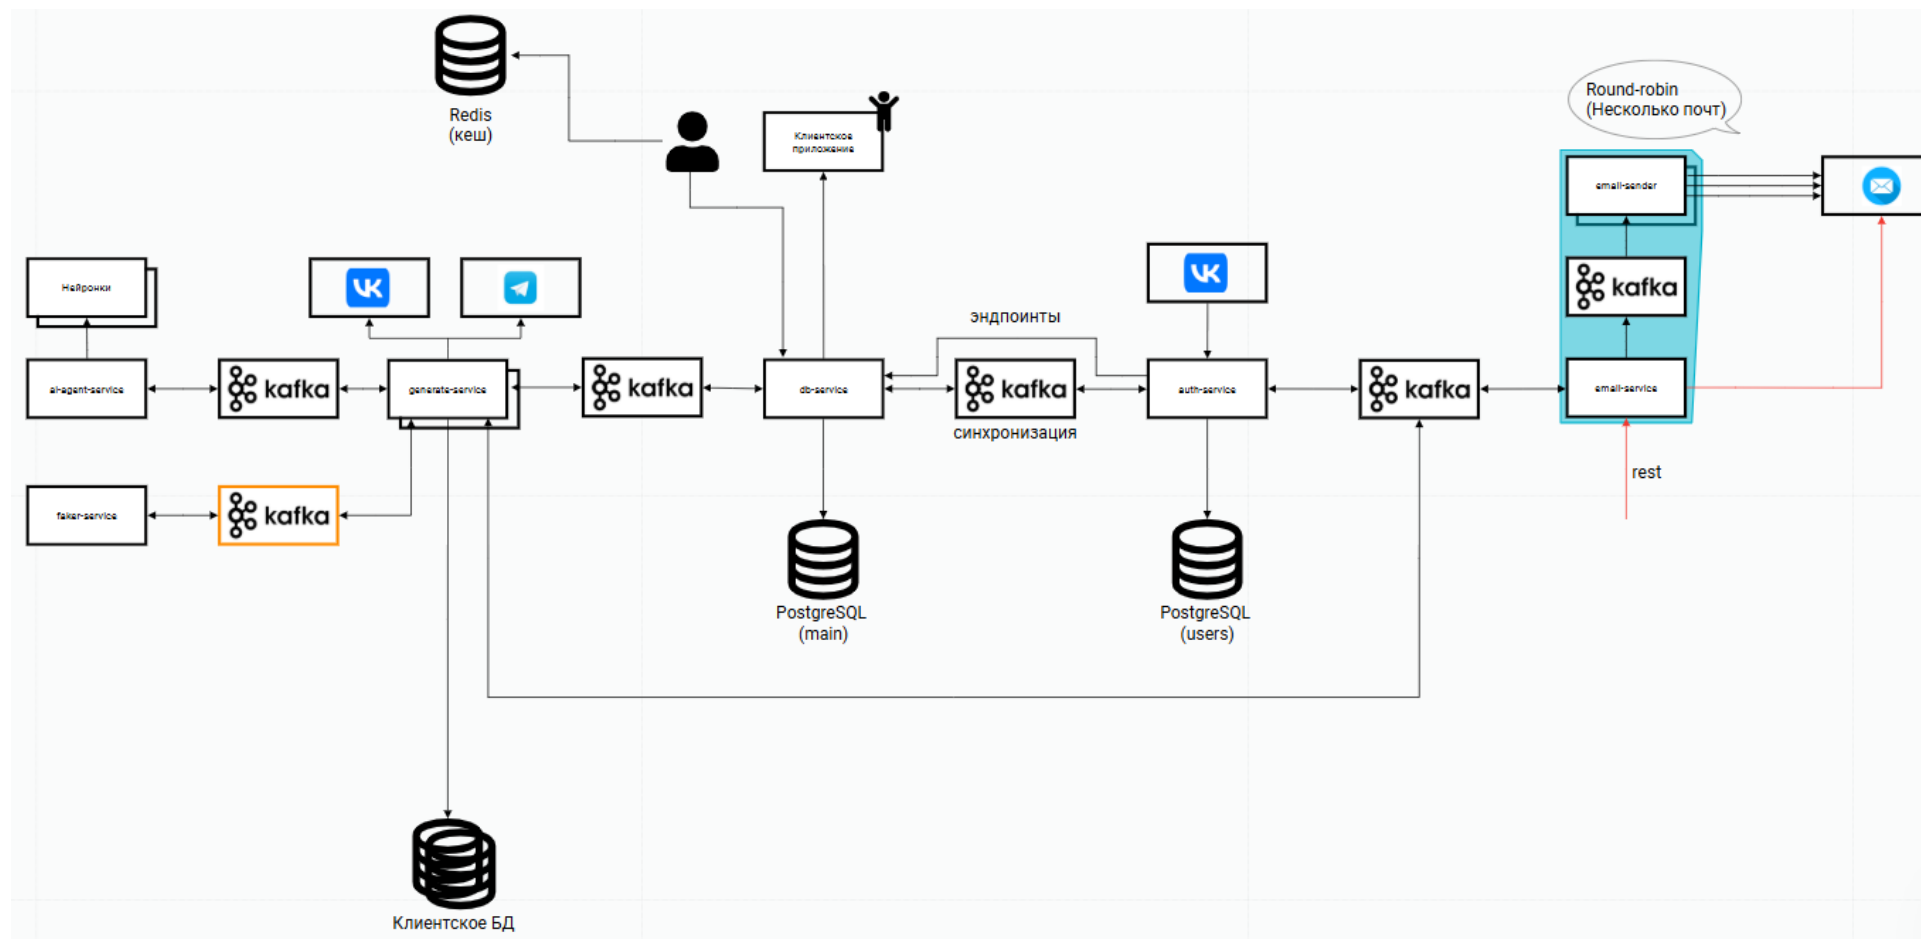 Redis
(кеш)
Клиентское
приложение
Round-robin
(Несколько почт)
email-sender
Нейронки
kafka
эндпоинты
ai-agent-service
kafka
generate-service
kafka
db-service
kafka
auth-service
kafka
email-service
синхронизация
rest
faker-service
kafka
PostgreSQL
(main)
PostgreSQL
(users)
Клиентское БД